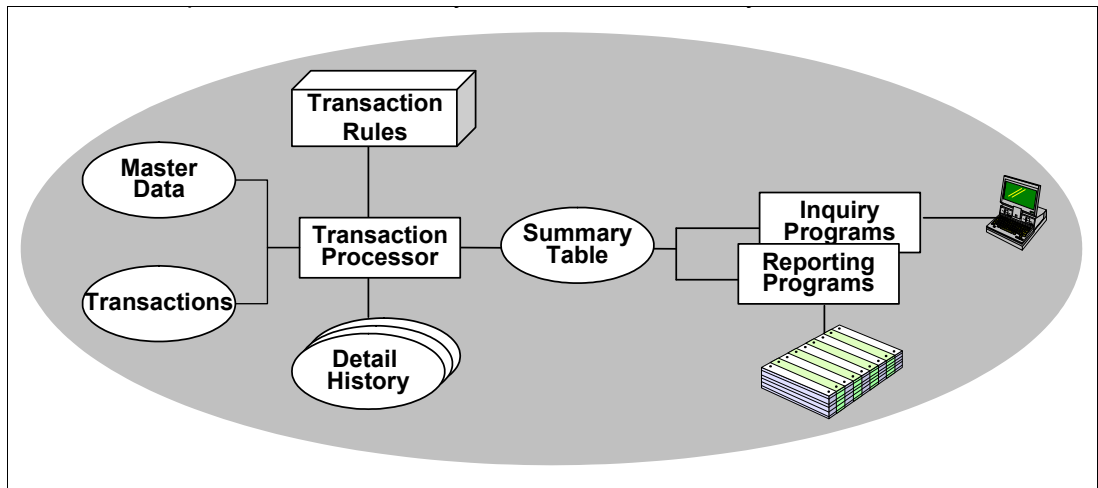 Transaction
Rules
Master
Data
Transaction
Processor
Transactions
Detail
History
Summary
Table
Inquiry
Programs
Reporting
Programs